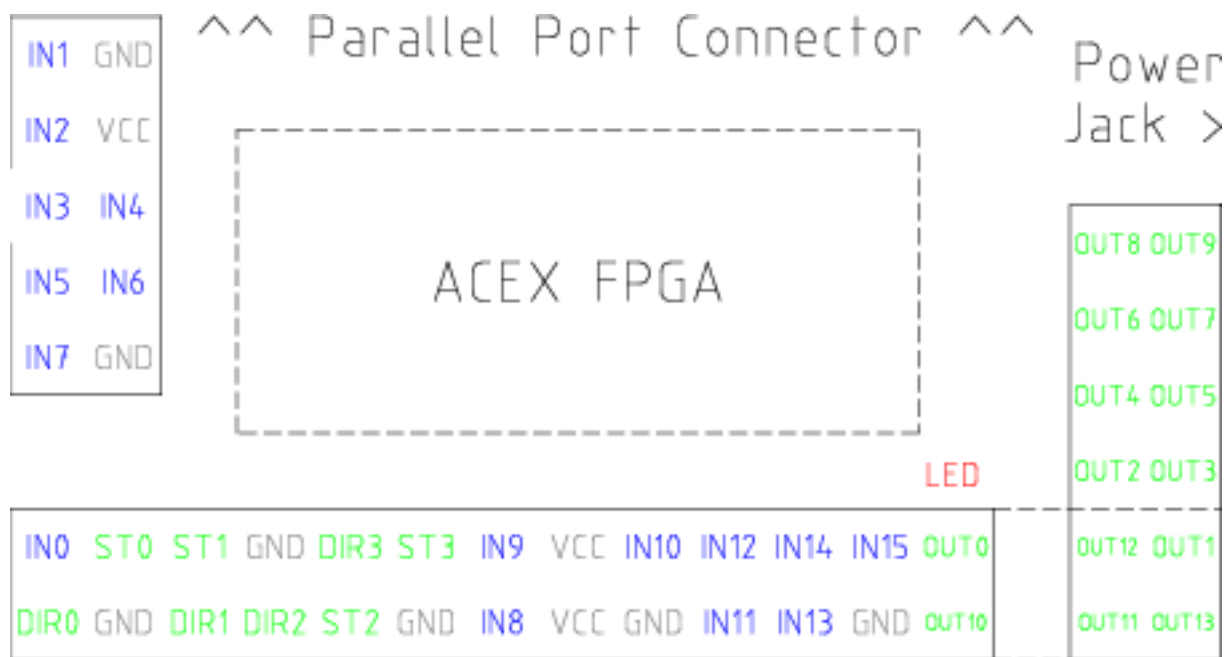 ^^ Parallel Port Connector ^^
Power
Jack >
IN1 GND
IN2 VCC
IN3 IN4
IN5 IN6
IN7 GND
ACEX FPGA
OUT8 OUT9
OUT6 OUT7
OUT4 OUT5
OUT2 OUT3
LED
IN0 ST0 ST1 GND DIR3 ST3 IN9 VCC IN10 IN12 IN14 IN15 OUT0
OUT12 OUT1
DIR0 GND DIR1 DIR2 ST2 GND IN8 VCC GND IN11 IN13 GND OUT10
OUT11 OUT13